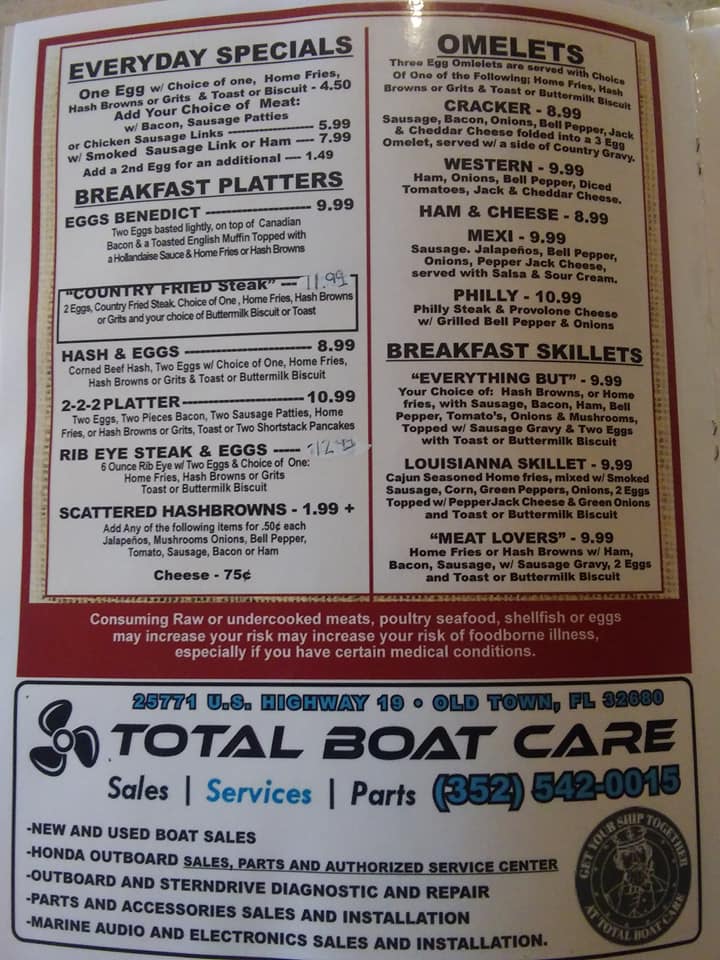 EVERYDAY SPECIALS
One Egg w/ Choice of one, Home Fries,
Hash Browns or Grits & Toast or Biscuit - 4.50
Add Your Choice of Meat:
w/ Bacon, Sausage Patties
or Chicken Sausage Links ---------------- 5.99
w/ Smoked Sausage Link or Ham ---- 7.99
Add a 2nd Egg for an additional ---- 1.49
BREAKFAST PLATTERS
EGGS BENEDICT -------------------- 9.99
Two Eggs basted lightly, on top of Canadian
Bacon & a Toasted English Muffin Topped with
a Hollandaise Sauce & Home Fries or Hash Browns
"COUNTRY FRIED Steak" --- 11.99
2 Eggs, Country Fried Steak, Choice of One, Home Fries, Hash Browns
or Grits and your choice of Buttermilk Biscuit or Toast
HASH & EGGS ----------------------- 8.99
Corned Beef Hash, Two Eggs w/ Choice of One, Home Fries,
Hash Browns or Grits & Toast or Buttermilk Biscuit
2-2-2 PLATTER --------------------- 10.99
Two Eggs, Two Pieces Bacon, Two Sausage Patties, Home
Fries, or Hash Browns or Grits, Toast or Two Shortstack Pancakes
RIB EYE STEAK & EGGS -----
6 Ounce Rib Eye w/ Two Eggs & Choice of One:
Home Fries, Hash Browns or Grits
Toast or Buttermilk Biscuit
SCATTERED HASHBROWNS - 1.99 +
Add Any of the following items for .50¢ each
Jalapeños, Mushrooms Onions, Bell Pepper,
Tomato, Sausage, Bacon or Ham
Cheese - 75¢
OMELETS
Three Egg Omlelets are served with Choice
Of One of the Following; Home Fries, Hash
Browns or Grits & Toast or Buttermilk Biscuit
CRACKER - 8.99
Sausage, Bacon, Onions, Bell Pepper, Jack
& Cheddar Cheese folded into a 3 Egg
Omelet, served w/ a side of Country Gravy.
WESTERN - 9.99
Ham, Onions, Bell Pepper, Diced
Tomatoes, Jack & Cheddar Cheese.
HAM & CHEESE - 8.99
MEXI - 9.99
Sausage. Jalapeños, Bell Pepper,
Onions, Pepper Jack Cheese,
served with Salsa & Sour Cream.
PHILLY - 10.99
Philly Steak & Provolone Cheese
w/ Grilled Bell Pepper & Onions
BREAKFAST SKILLETS
"EVERYTHING BUT" - 9.99
Your Choice of: Hash Browns, or Home
fries, with Sausage, Bacon, Ham, Bell
Pepper, Tomato's, Onions & Mushrooms,
Topped w/ Sausage Gravy & Two Eggs
with Toast or Buttermilk Biscuit
LOUISIANNA SKILLET - 9.99
Cajun Seasoned Home fries, mixed w/ Smoked
Sausage, Corn, Green Peppers, Onions, 2 Eggs
Topped w/ PepperJack Cheese & Green Onions
and Toast or Buttermilk Biscuit
"MEAT LOVERS" - 9.99
Home Fries or Hash Browns w/ Ham,
Bacon, Sausage, w/ Sausage Gravy, 2 Eggs
and Toast or Buttermilk Biscuit
Consuming Raw or undercooked meats, poultry seafood, shellfish or eggs
may increase your risk may increase your risk of foodborne illness,
especially if you have certain medical conditions.
25771 U.S. HIGHWAY 19 • OLD TOWN, FL 32680
TOTAL BOAT CARE
Sales | Services | Parts (352) 542-0015
-NEW AND USED BOAT SALES
-HONDA OUTBOARD SALES, PARTS AND AUTHORIZED SERVICE CENTER
-OUTBOARD AND STERNDRIVE DIAGNOSTIC AND REPAIR
-PARTS AND ACCESSORIES SALES AND INSTALLATION
-MARINE AUDIO AND ELECTRONICS SALES AND INSTALLATION.
GET YOUR SHIP TOGETHER
AT TOTAL BOAT CARE